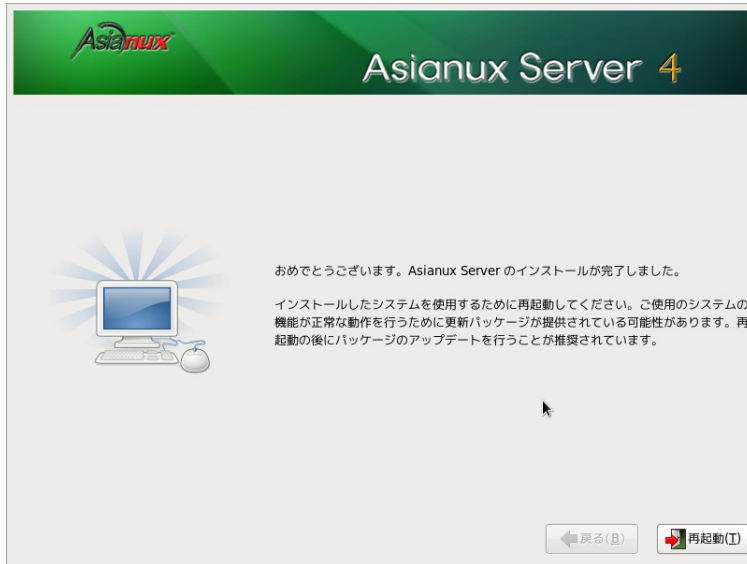 Asianux
Asianux Server 4
おめでとうございます。Asianux Server のインストールが完了しました。
インストールしたシステムを使用するために再起動してください。ご使用のシステムの
機能が正常な動作を行うために更新パッケージが提供されている可能性があります。再
起動の後にパッケージのアップデートを行うことが推奨されています。
戻る(B)
再起動(T)